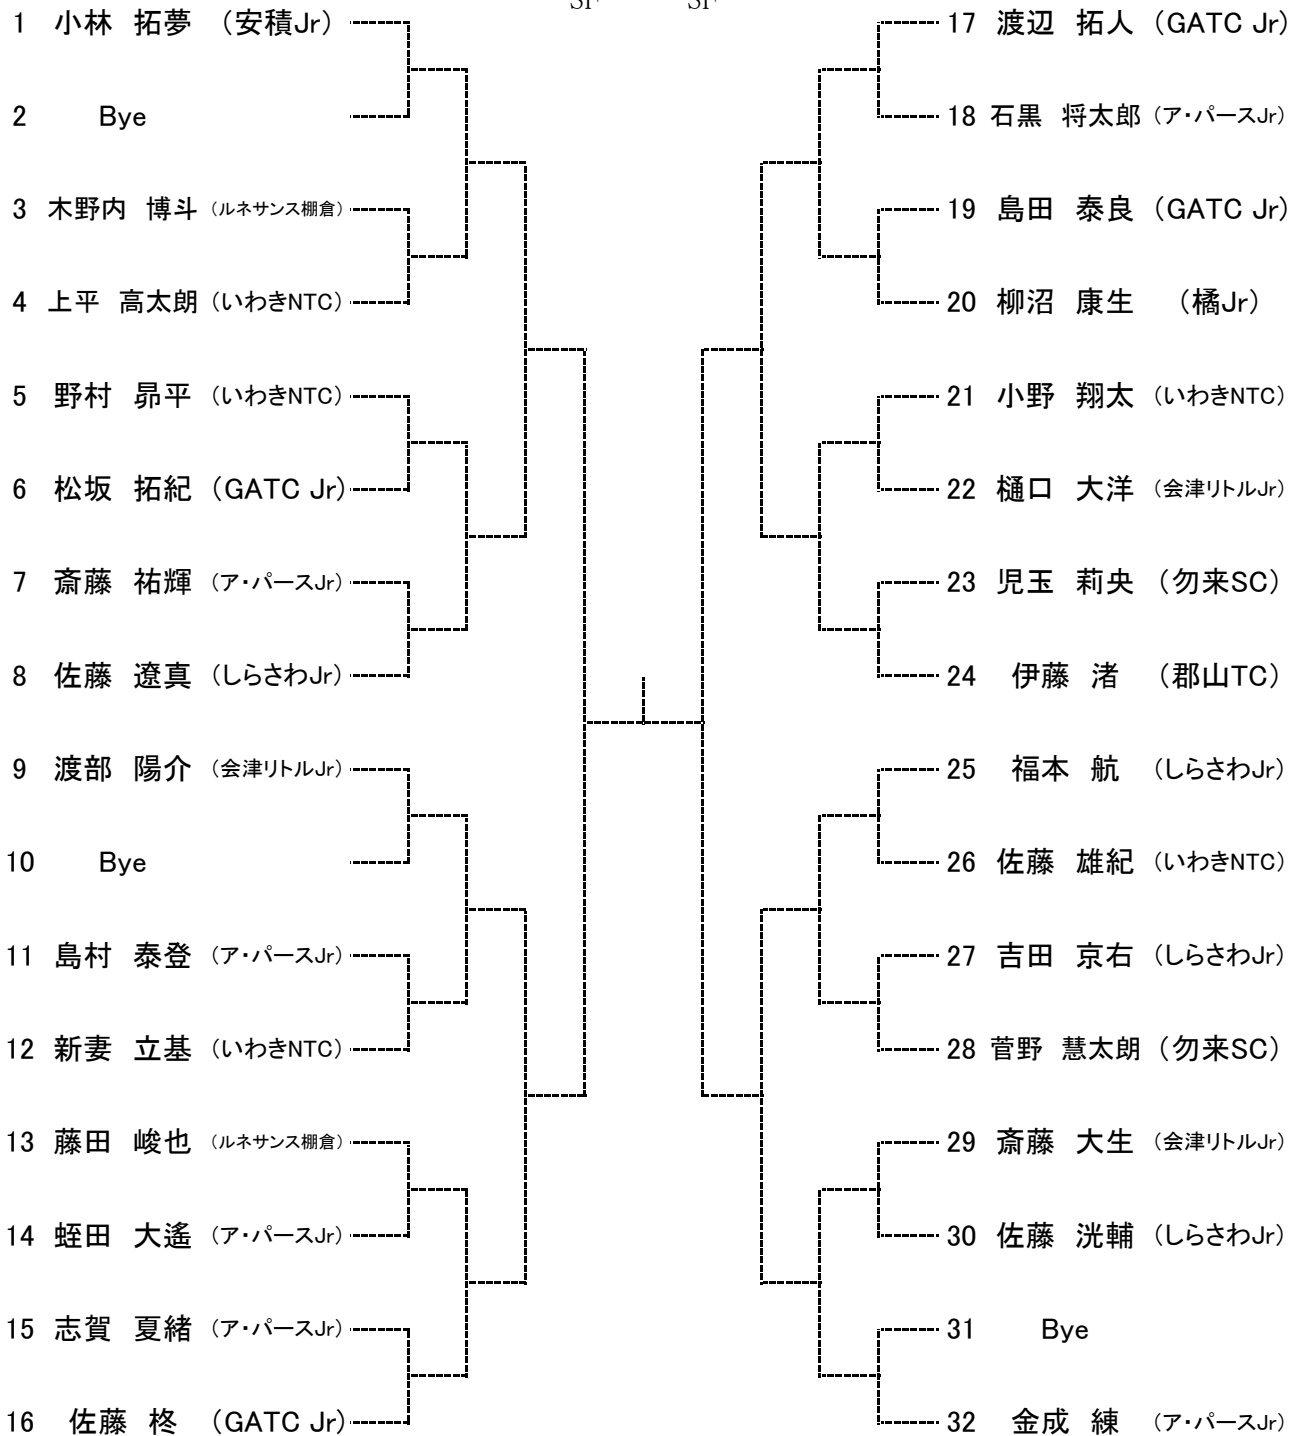 SF SF
1 小林 拓夢 (安積Jr)
2 Bye
3 木野内 博斗 (ルネサンス棚倉)
4 上平 高太朗 (いわきNTC)
5 野村 昴平 (いわきNTC)
6 松坂 拓紀 (GATC Jr)
7 斎藤 祐輝 (ア・パースJr)
8 佐藤 遼真 (しらさわJr)
9 渡部 陽介 (会津リトルJr)
10 Bye
11 島村 泰登 (ア・パースJr)
12 新妻 立基 (いわきNTC)
13 藤田 峻也 (ルネサンス棚倉)
14 蛭田 大遙 (ア・パースJr)
15 志賀 夏緒 (ア・パースJr)
16 佐藤 柊 (GATC Jr)
17 渡辺 拓人 (GATC Jr)
18 石黒 将太郎 (ア・パースJr)
19 島田 泰良 (GATC Jr)
20 柳沼 康生 (橘Jr)
21 小野 翔太 (いわきNTC)
22 樋口 大洋 (会津リトルJr)
23 児玉 莉央 (勿来SC)
24 伊藤 渚 (郡山TC)
25 福本 航 (しらさわJr)
26 佐藤 雄紀 (いわきNTC)
27 吉田 京右 (しらさわJr)
28 菅野 慧太朗 (勿来SC)
29 斎藤 大生 (会津リトルJr)
30 佐藤 洸輔 (しらさわJr)
31 Bye
32 金成 練 (ア・パースJr)